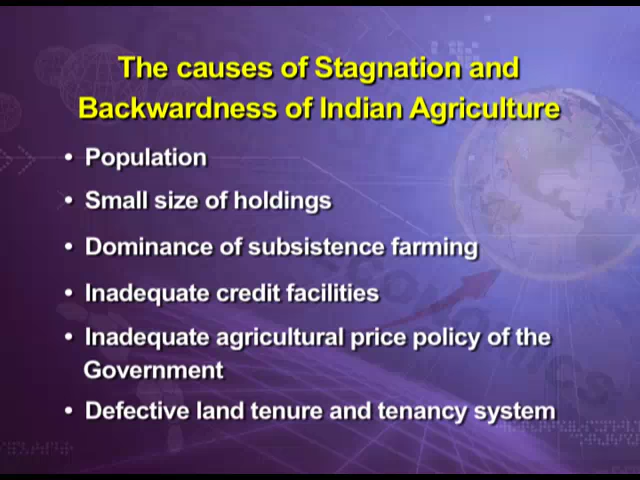 The causes of Stagnation and
Backwardness of Indian Agriculture
• Population
• Small size of holdings
• Dominance of subsistence farming
• Inadequate credit facilities
• Inadequate agricultural price policy of the
Government
• Defective land tenure and tenancy system